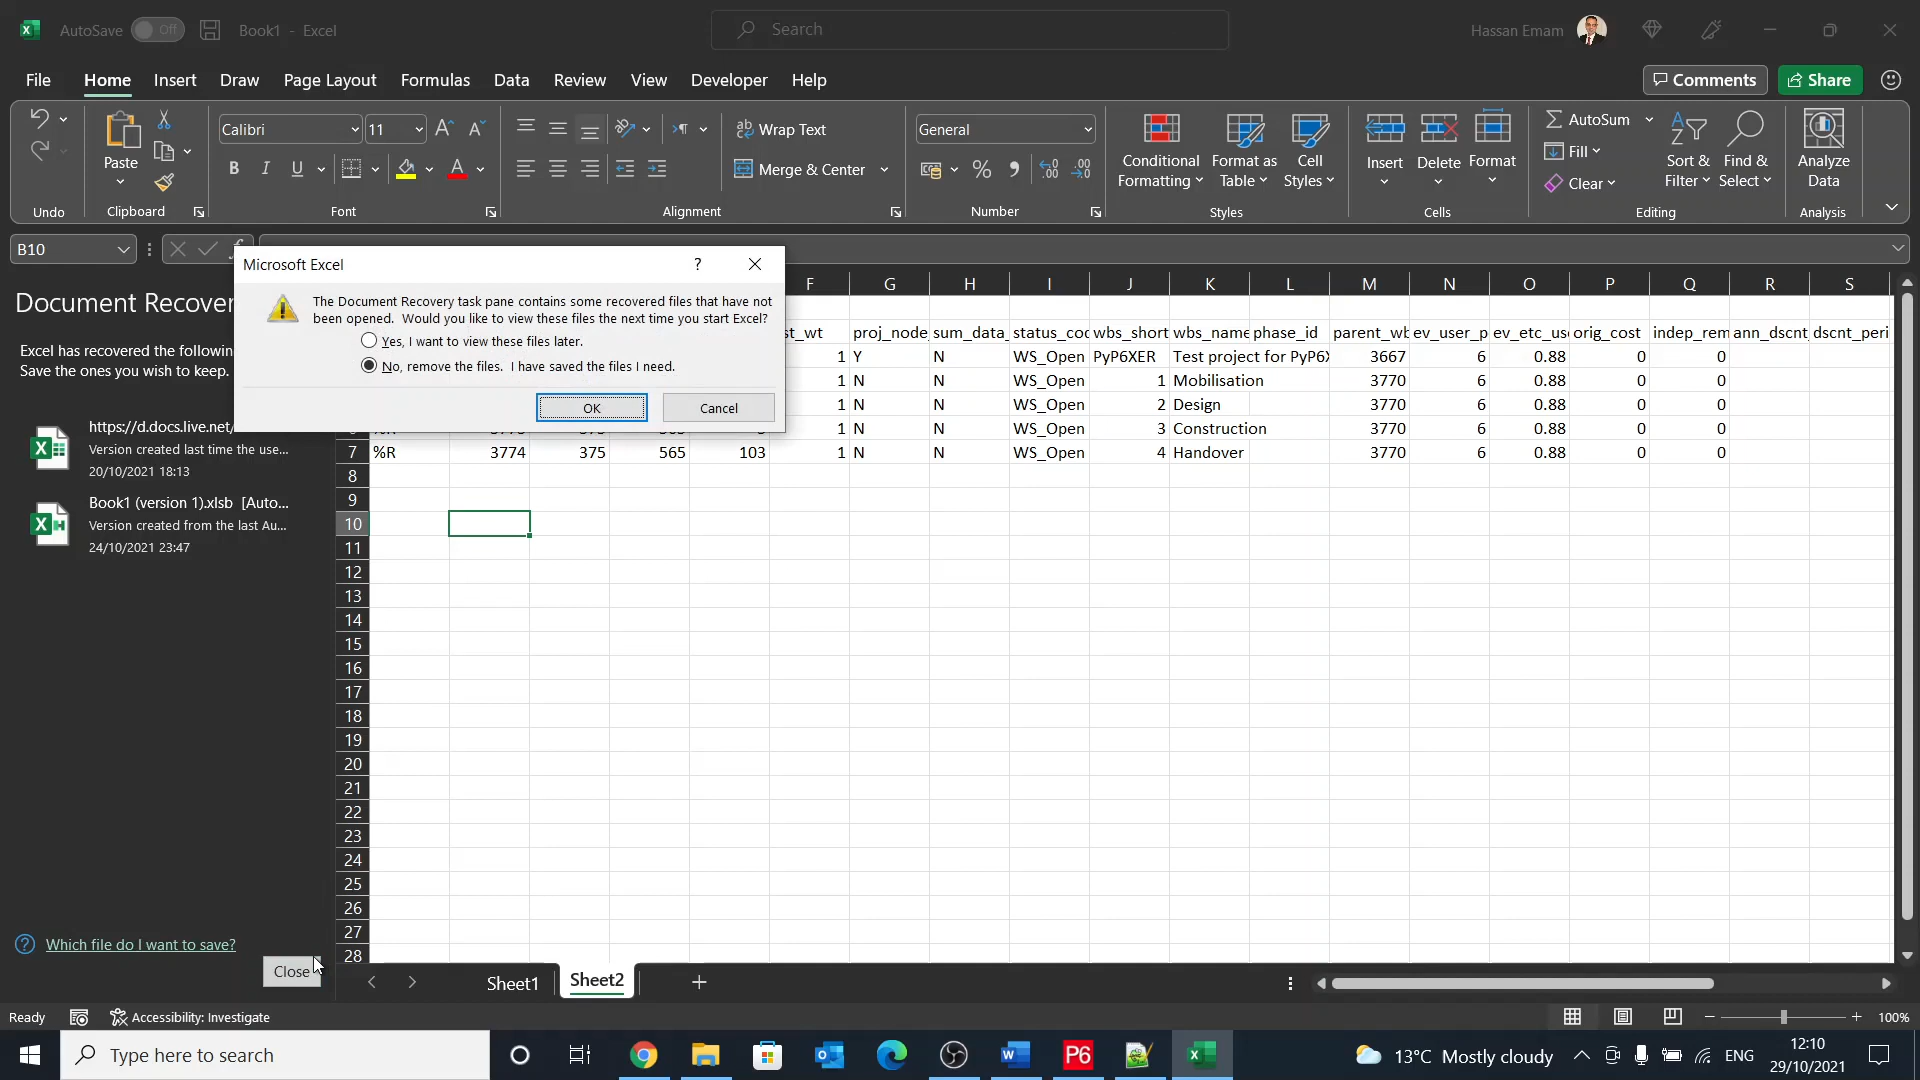 AutoSave Off Book1 - Excel Search Hassan Emam
File Home Insert Draw Page Layout Formulas Data Review View Developer Help Comments Share
Calibri 11 Wrap Text General AutoSum
Paste Merge & Center Conditional Formatting Format as Table Cell Styles Insert Delete Format Fill Sort & Filter Find & Select Analyze Data
B I U A % Clear
Undo Clipboard Font Alignment Number Styles Cells Editing Analysis
B10
Microsoft Excel ?
The Document Recovery task pane contains some recovered files that have not
been opened. Would you like to view these files the next time you start Excel?
Yes, I want to view these files later.
No, remove the files. I have saved the files I need.
OK Cancel
Document Recover
Excel has recovered the followin
Save the ones you wish to keep.
https://d.docs.live.net/
Version created last time the use...
20/10/2021 18:13
Book1 (version 1).xlsb [Auto...
Version created from the last Au...
24/10/2021 23:47
Which file do I want to save?
Close
F G H I J K L M N O P Q R S
st_wt proj_node_ sum_data_ status_cod wbs_short wbs_name phase_id parent_wb ev_user_p ev_etc_use orig_cost indep_rem ann_dscnt_ dscnt_peri
1 Y N WS_Open PyP6XER Test project for PyP6X 3667 6 0.88 0 0
1 N N WS_Open 1 Mobilisation 3770 6 0.88 0 0
1 N N WS_Open 2 Design 3770 6 0.88 0 0
1 N N WS_Open 3 Construction 3770 6 0.88 0 0
7 %R 3774 375 565 103 1 N N WS_Open 4 Handover 3770 6 0.88 0 0
8
9
10
11
12
13
14
15
16
17
18
19
20
21
22
23
24
25
26
27
28
Sheet1 Sheet2
Ready Accessibility: Investigate 100%
Type here to search P6 13°C Mostly cloudy ENG 12:10
29/10/2021